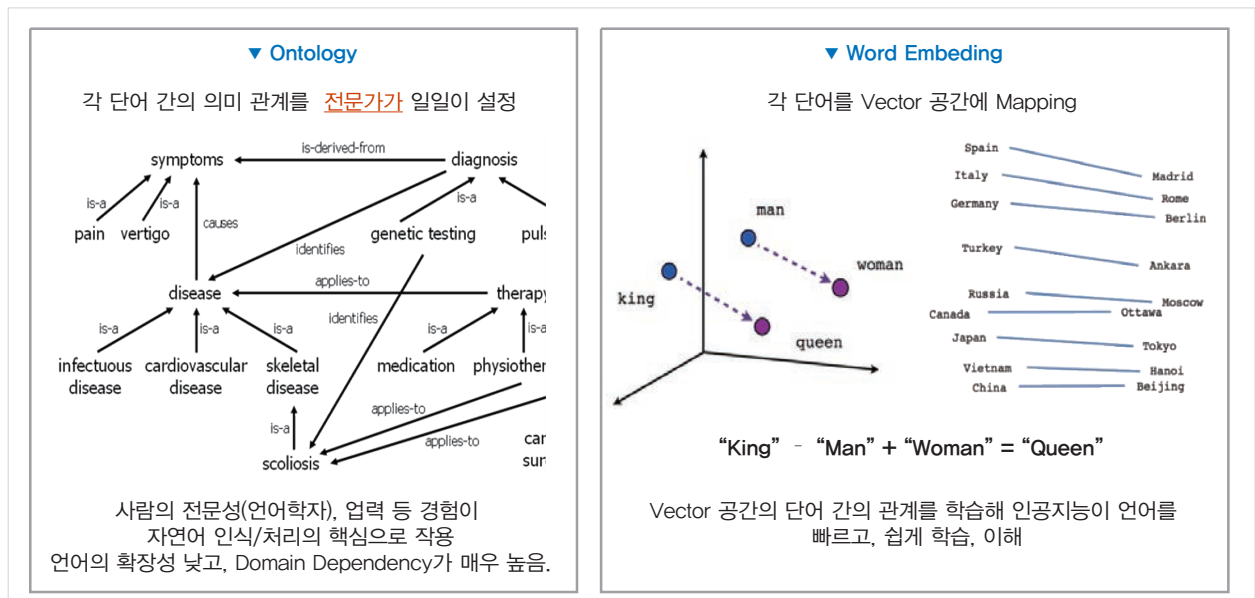 ▼ Ontology
각 단어 간의 의미 관계를 전문가가 일일이 설정
is-derived-from
symptoms
diagnosis
is-a
is-a
is-a
causes
pain
vertigo
genetic testing
puls
identifies
applies-to
disease
therapy
identifies
is-a
is-a
is-a
is-a
is-a
infectuous
disease
cardiovascular
disease
skeletal
disease
medication
physiother
applies-to
is-a
applies-to
scoliosis
car
sur
사람의 전문성(언어학자), 업력 등 경험이
자연어 인식/처리의 핵심으로 작용
언어의 확장성 낮고, Domain Dependency가 매우 높음.
▼ Word Embeding
각 단어를 Vector 공간에 Mapping
man
woman
king
queen
Spain
Madrid
Italy
Rome
Germany
Berlin
Turkey
Ankara
Russia
Moscow
Canada
Ottawa
Japan
Tokyo
Vietnam
Hanoi
China
Beijing
“King” - “Man” + “Woman” = “Queen”
Vector 공간의 단어 간의 관계를 학습해 인공지능이 언어를
빠르고, 쉽게 학습, 이해